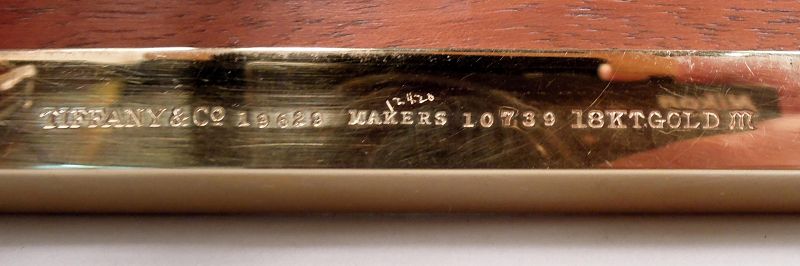 12420
TIFFANY & Co 19629 MAKERS 10739 18KT.GOLD m